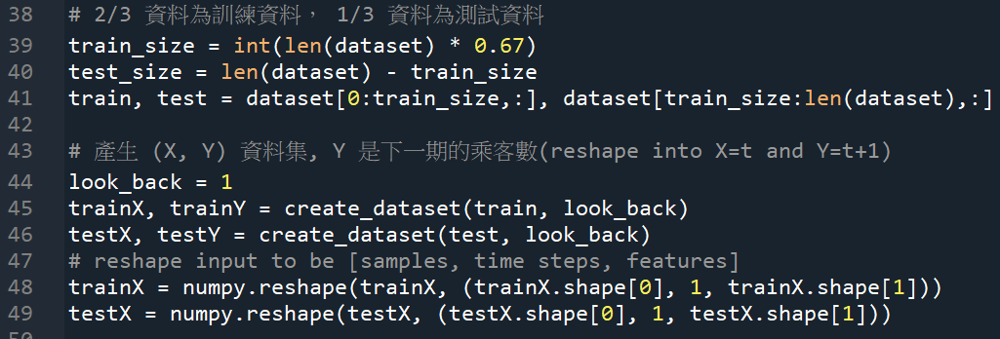 38 # 2/3 資料為訓練資料， 1/3 資料為測試資料
39 train_size = int(len(dataset) * 0.67)
40 test_size = len(dataset) - train_size
41 train, test = dataset[0:train_size,:], dataset[train_size:len(dataset),:]
42
43 # 產生 (X, Y) 資料集, Y 是下一期的乘客數(reshape into X=t and Y=t+1)
44 look_back = 1
45 trainX, trainY = create_dataset(train, look_back)
46 testX, testY = create_dataset(test, look_back)
47 # reshape input to be [samples, time steps, features]
48 trainX = numpy.reshape(trainX, (trainX.shape[0], 1, trainX.shape[1]))
49 testX = numpy.reshape(testX, (testX.shape[0], 1, testX.shape[1]))